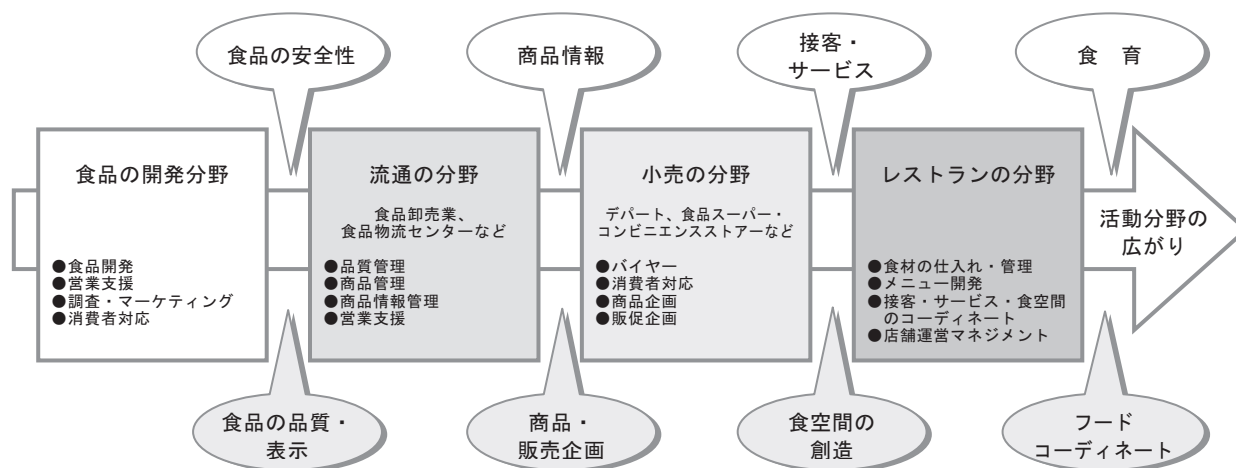 食品の安全性
商品情報
接客・
サービス
食　育
食品の開発分野
●食品開発
●営業支援
●調査・マーケティング
●消費者対応
流通の分野
食品卸売業、
食品物流センターなど
●品質管理
●商品管理
●商品情報管理
●営業支援
小売の分野
デパート、食品スーパー・
コンビニエンスストアーなど
●バイヤー
●消費者対応
●商品企画
●販促企画
レストランの分野
●食材の仕入れ・管理
●メニュー開発
●接客・サービス・食空間
のコーディネート
●店舗運営マネジメント
活動分野の
広がり
食品の品質・
表示
商品・
販売企画
食空間の
創造
フード
コーディネート